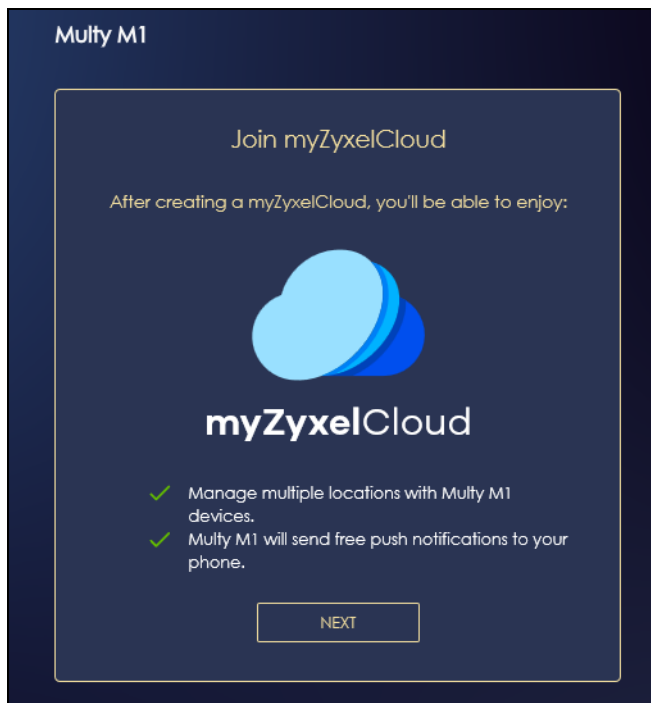 Multy M1
Join myZyxelCloud
After creating a myZyxelCloud, you'll be able to enjoy:
myZyxelCloud
Manage multiple locations with Multy M1
devices.
Multy M1 will send free push notifications to your
phone.
NEXT